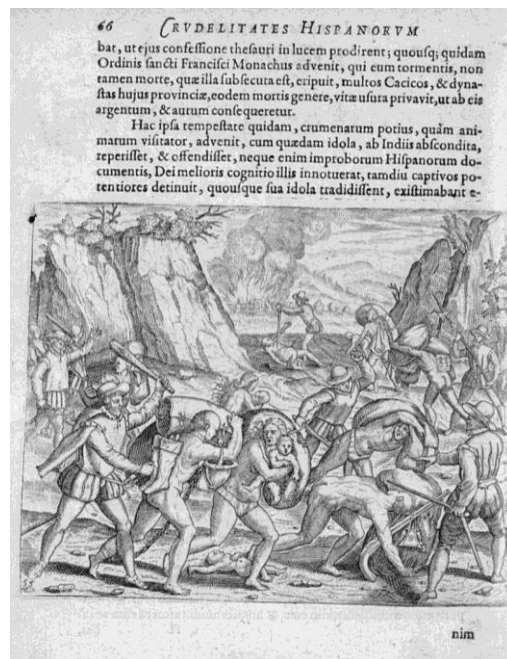 66 CRVDELITATES HISPANORVM
bat, ut ejus confessione thesauri in lucem prodirent; quousq; quidam
Ordinis sancti Francisci Monachus advenit, qui eum tormentis, non
tamen morte, quæ illa subsecuta est, eripuit, multos Cacicos, & dyna-
stas hujus provinciæ, eodem mortis genere, vitæ usura privavit, ut ab eis
argentum, & aurum consequeretur.
Hac ipsa tempestate quidam, crumenarum potius, quàm ani-
marum visitator, advenit, cum quædam idola, ab Indiis abscondita,
reperisset, & offendisset, neque enim improborum Hispanorum do-
cumentis, Dei melioris cognitio illis innotuerat, tamdiu captivos po-
tentiores detinuit, quousque sua idola tradidissent, existimabant e-
nim